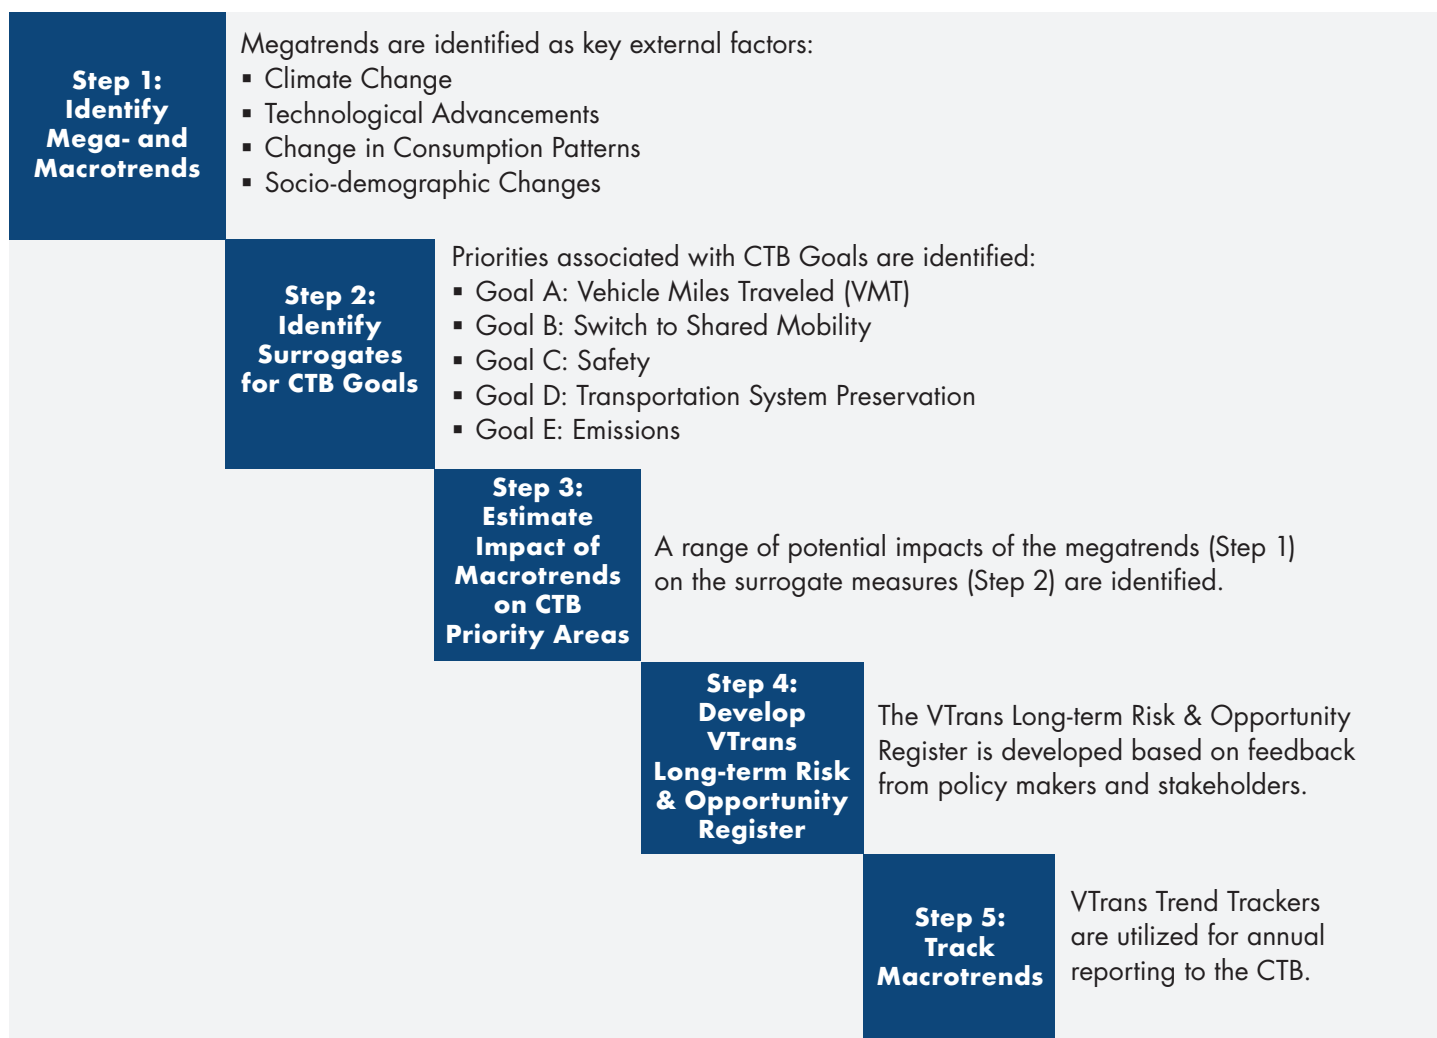 Step 1:
Identify
Mega- and
Macrotrends
Megatrends are identified as key external factors:
▪ Climate Change
▪ Technological Advancements
▪ Change in Consumption Patterns
▪ Socio-demographic Changes
Step 2:
Identify
Surrogates
for CTB Goals
Priorities associated with CTB Goals are identified:
▪ Goal A: Vehicle Miles Traveled (VMT)
▪ Goal B: Switch to Shared Mobility
▪ Goal C: Safety
▪ Goal D: Transportation System Preservation
▪ Goal E: Emissions
Step 3:
Estimate
Impact of
Macrotrends
on CTB
Priority Areas
A range of potential impacts of the megatrends (Step 1)
on the surrogate measures (Step 2) are identified.
Step 4:
Develop
VTrans
Long-term Risk
& Opportunity
Register
The VTrans Long-term Risk & Opportunity
Register is developed based on feedback
from policy makers and stakeholders.
Step 5:
Track
Macrotrends
VTrans Trend Trackers
are utilized for annual
reporting to the CTB.